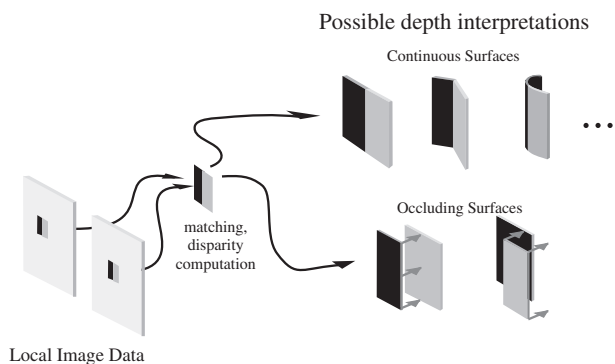 Possible depth interpretations
Continuous Surfaces
matching,
disparity
computation
Occluding Surfaces
Local Image Data